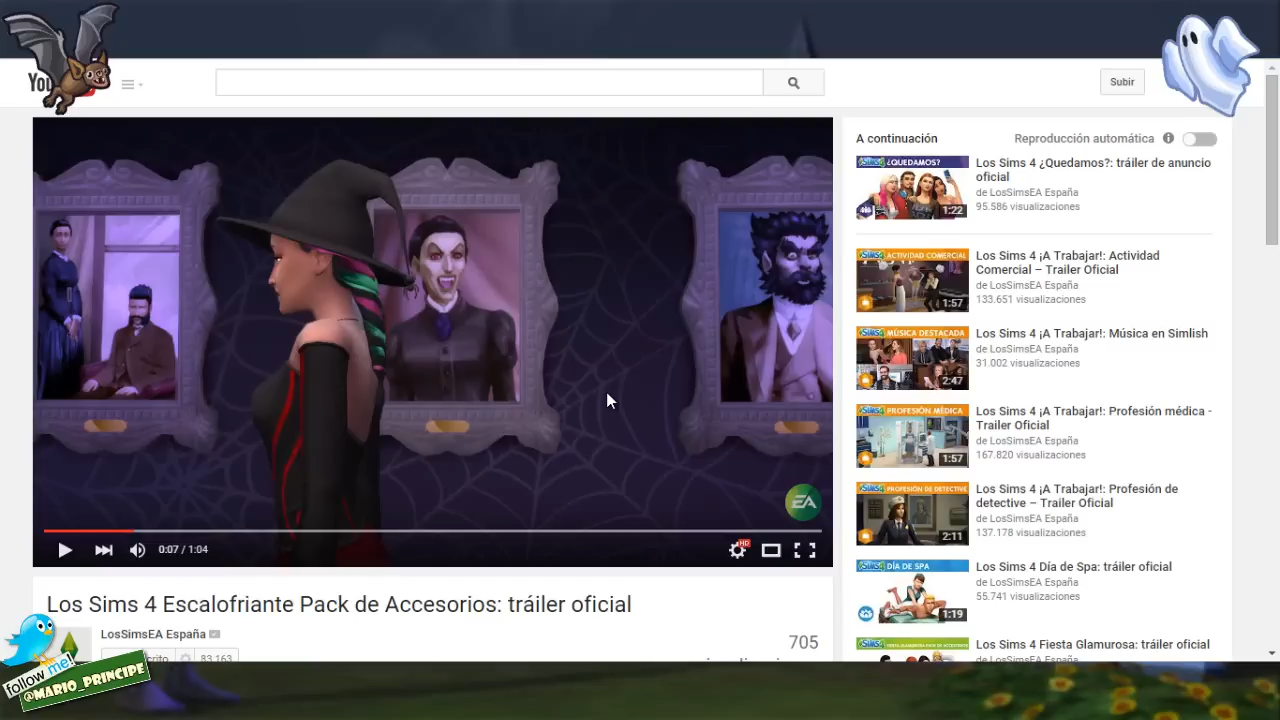 You
Subir
A continuación
Reproducción automática
¿QUEDAMOS?
1:22
Los Sims 4 ¿Quedamos?: tráiler de anuncio
oficial
de LosSimsEA España
95.586 visualizaciones
ACTIVIDAD COMERCIAL
1:57
Los Sims 4 ¡A Trabajar!: Actividad
Comercial – Trailer Oficial
de LosSimsEA España
133.651 visualizaciones
MÚSICA DESTACADA
2:47
Los Sims 4 ¡A Trabajar!: Música en Simlish
de LosSimsEA España
31.002 visualizaciones
PROFESIÓN MÉDICA
1:57
Los Sims 4 ¡A Trabajar!: Profesión médica -
Trailer Oficial
de LosSimsEA España
167.820 visualizaciones
PROFESIÓN DE DETECTIVE
2:11
Los Sims 4 ¡A Trabajar!: Profesión de
detective – Trailer Oficial
de LosSimsEA España
137.178 visualizaciones
DÍA DE SPA
1:19
Los Sims 4 Día de Spa: tráiler oficial
de LosSimsEA España
55.741 visualizaciones
Los Sims 4 Fiesta Glamurosa: tráiler oficial
de LosSimsEA España
EA
0:07 / 1:04
HD
Los Sims 4 Escalofriante Pack de Accesorios: tráiler oficial
LosSimsEA España
83.163
705
follow me!
@MARIO_PRINCIPE